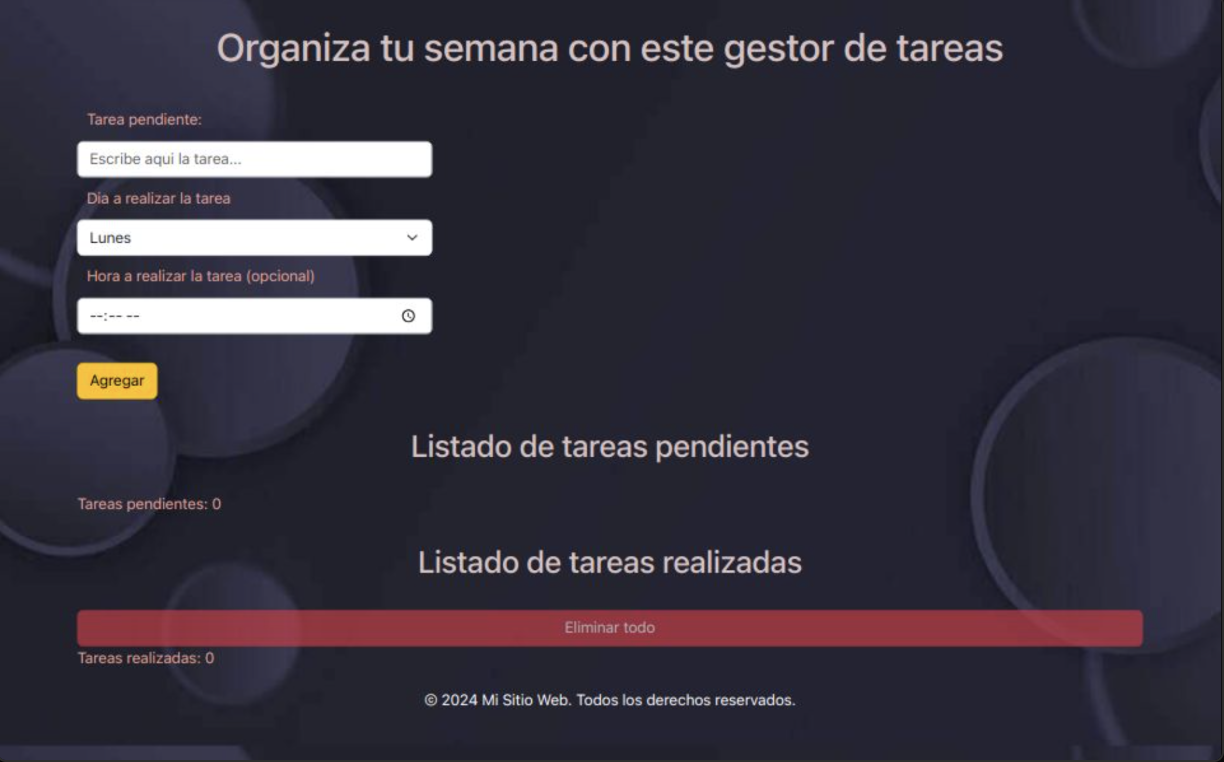 Organiza tu semana con este gestor de tareas
Tarea pendiente:
Escribe aqui la tarea...
Dia a realizar la tarea
Lunes
Hora a realizar la tarea (opcional)
--:-- --
Agregar
Listado de tareas pendientes
Tareas pendientes: 0
Listado de tareas realizadas
Eliminar todo
Tareas realizadas: 0
© 2024 Mi Sitio Web. Todos los derechos reservados.